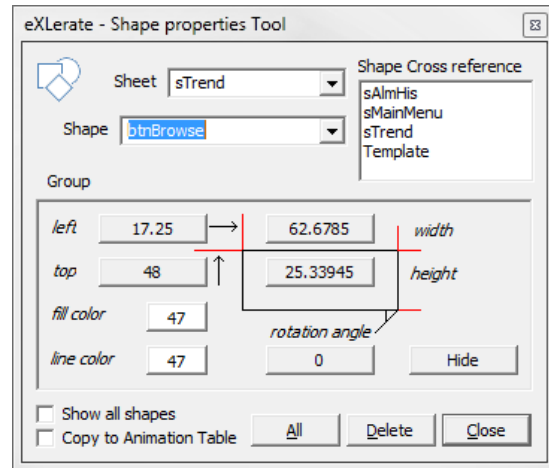 eXLerate - Shape properties Tool
Sheet sTrend
Shape Cross reference
sAlmHis
sMainMenu
sTrend
Template
Shape btnBrowse
Group
left 17.25 62.6785 width
top 48 25.33945 height
fill color 47
rotation angle
line color 47 0 Hide
Show all shapes
Copy to Animation Table All Delete Close